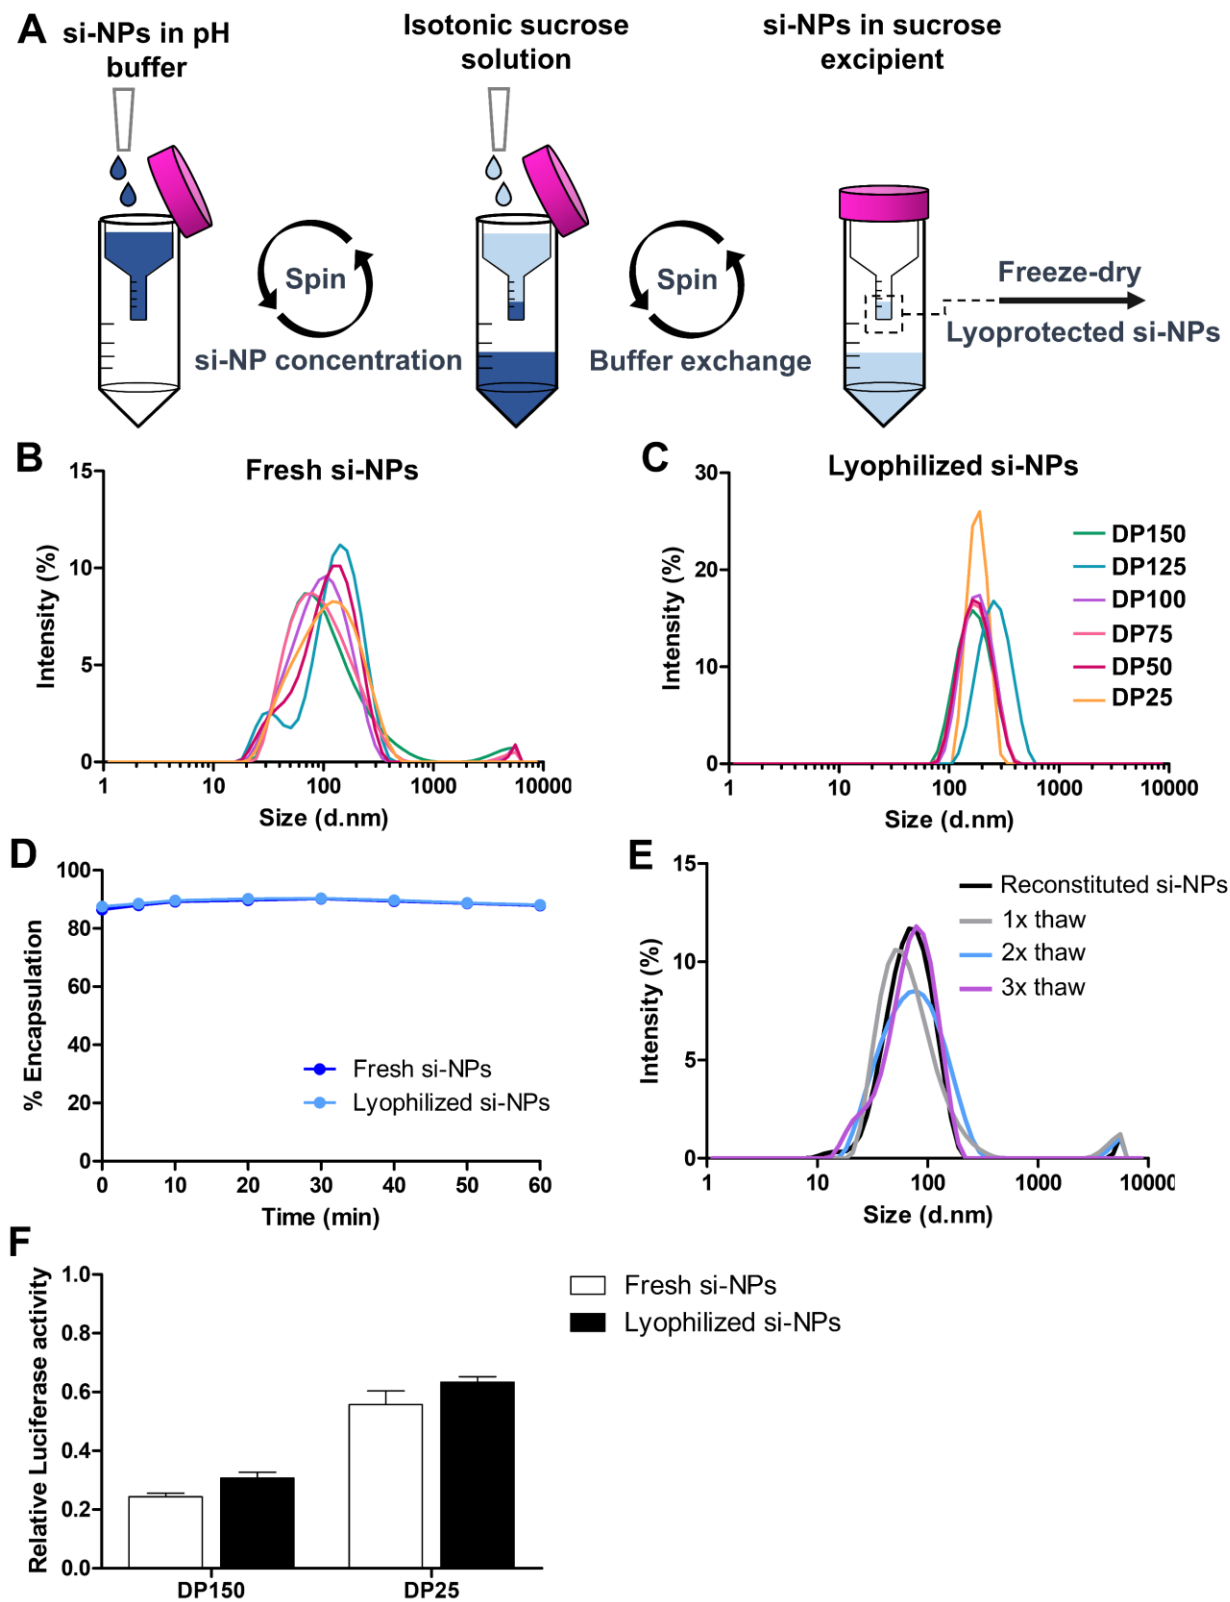 A
si-NPs in pH
buffer
Isotonic sucrose
solution
si-NPs in sucrose
excipient
Spin
si-NP concentration
Spin
Buffer exchange
Freeze-dry
Lyoprotected si-NPs
B
Fresh si-NPs
15
10
5
0
Intensity (%)
1
10
100
1000
10000
Size (d.nm)
C
Lyophilized si-NPs
30
20
10
0
Intensity (%)
DP150
DP125
DP100
DP75
DP50
DP25
1
10
100
1000
10000
Size (d.nm)
D
100
80
60
40
20
0
% Encapsulation
Fresh si-NPs
Lyophilized si-NPs
0
10
20
30
40
50
60
Time (min)
E
15
10
5
0
Intensity (%)
Reconstituted si-NPs
1x thaw
2x thaw
3x thaw
1
10
100
1000
10000
Size (d.nm)
F
1.0
0.8
0.6
0.4
0.2
0.0
Relative Luciferase activity
Fresh si-NPs
Lyophilized si-NPs
DP150
DP25